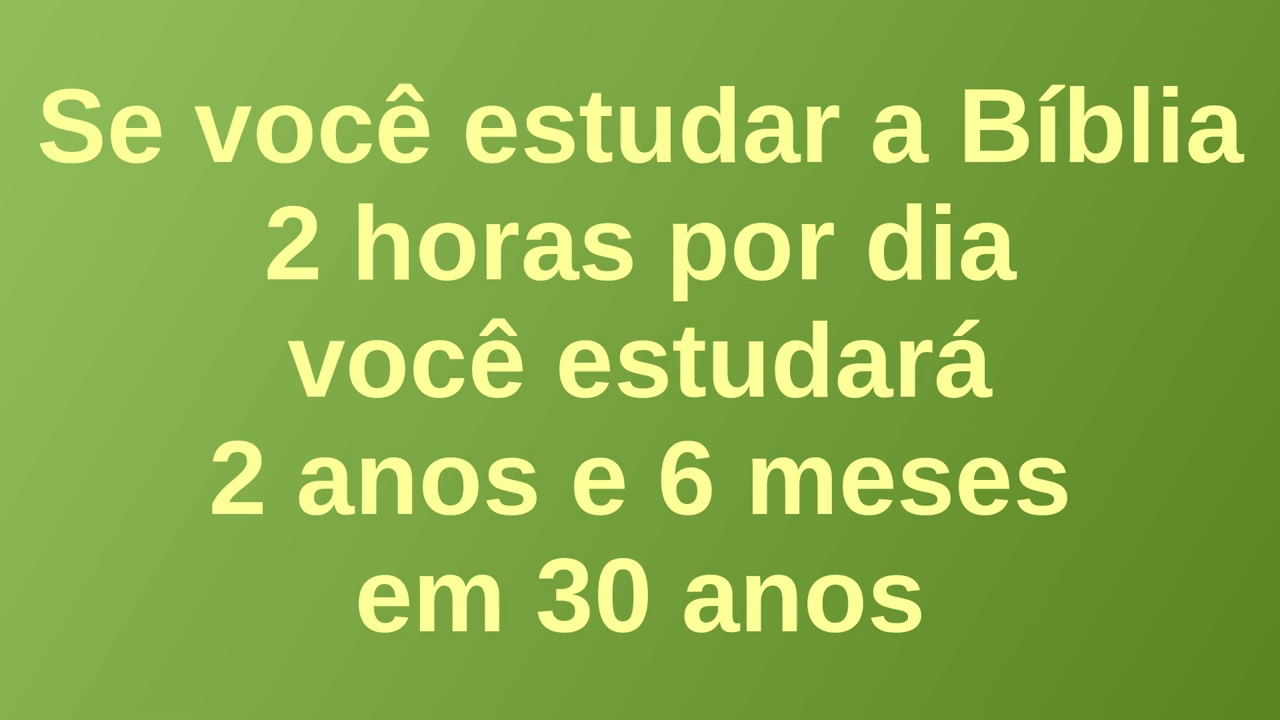 Se você estudar a Bíblia
2 horas por dia
você estudará
2 anos e 6 meses
em 30 anos